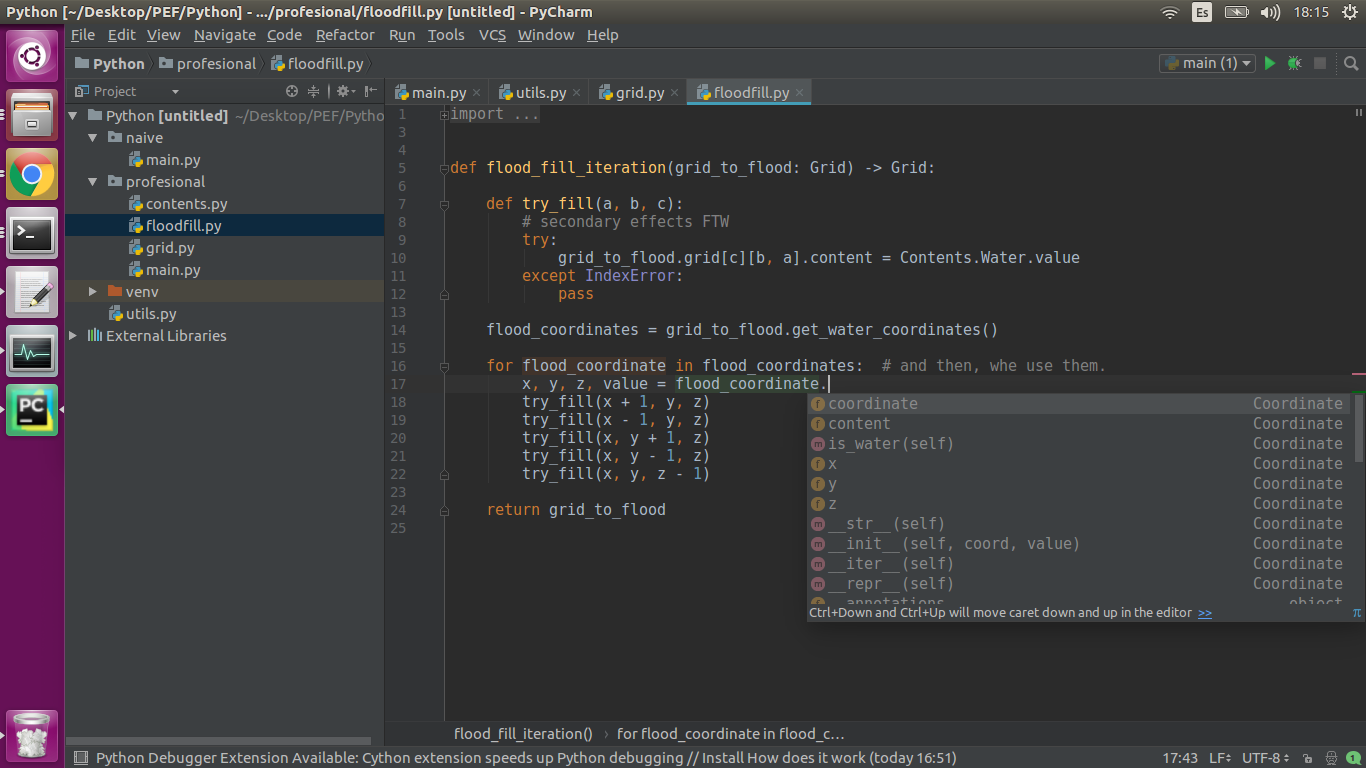 Python [~/Desktop/PEF/Python] - .../profesional/floodfill.py [untitled] - PyCharm
Es
18:15
File Edit View Navigate Code Refactor Run Tools VCS Window Help
Python profesional floodfill.py
main (1)
Project
main.py utils.py grid.py floodfill.py
Python [untitled] ~/Desktop/PEF/Pytho
naive
main.py
profesional
contents.py
floodfill.py
grid.py
main.py
venv
utils.py
External Libraries
1 import ...
3
4
5 def flood_fill_iteration(grid_to_flood: Grid) -> Grid:
6
7 def try_fill(a, b, c):
8 # secondary effects FTW
9 try:
10 grid_to_flood.grid[c][b, a].content = Contents.Water.value
11 except IndexError:
12 pass
13
14 flood_coordinates = grid_to_flood.get_water_coordinates()
15
16 for flood_coordinate in flood_coordinates:  # and then, whe use them.
17 x, y, z, value = flood_coordinate.
18 try_fill(x + 1, y, z)
19 try_fill(x - 1, y, z)
20 try_fill(x, y + 1, z)
21 try_fill(x, y - 1, z)
22 try_fill(x, y, z - 1)
23
24 return grid_to_flood
25
f coordinate Coordinate
f content Coordinate
m is_water(self) Coordinate
f x Coordinate
f y Coordinate
f z Coordinate
m __str__(self) Coordinate
m __init__(self, coord, value) Coordinate
m __iter__(self) Coordinate
m __repr__(self) Coordinate
f __annotations__ object
Ctrl+Down and Ctrl+Up will move caret down and up in the editor >> π
PC
flood_fill_iteration() › for flood_coordinate in flood_c...
Python Debugger Extension Available: Cython extension speeds up Python debugging // Install How does it work (today 16:51)
17:43 LF UTF-8 1